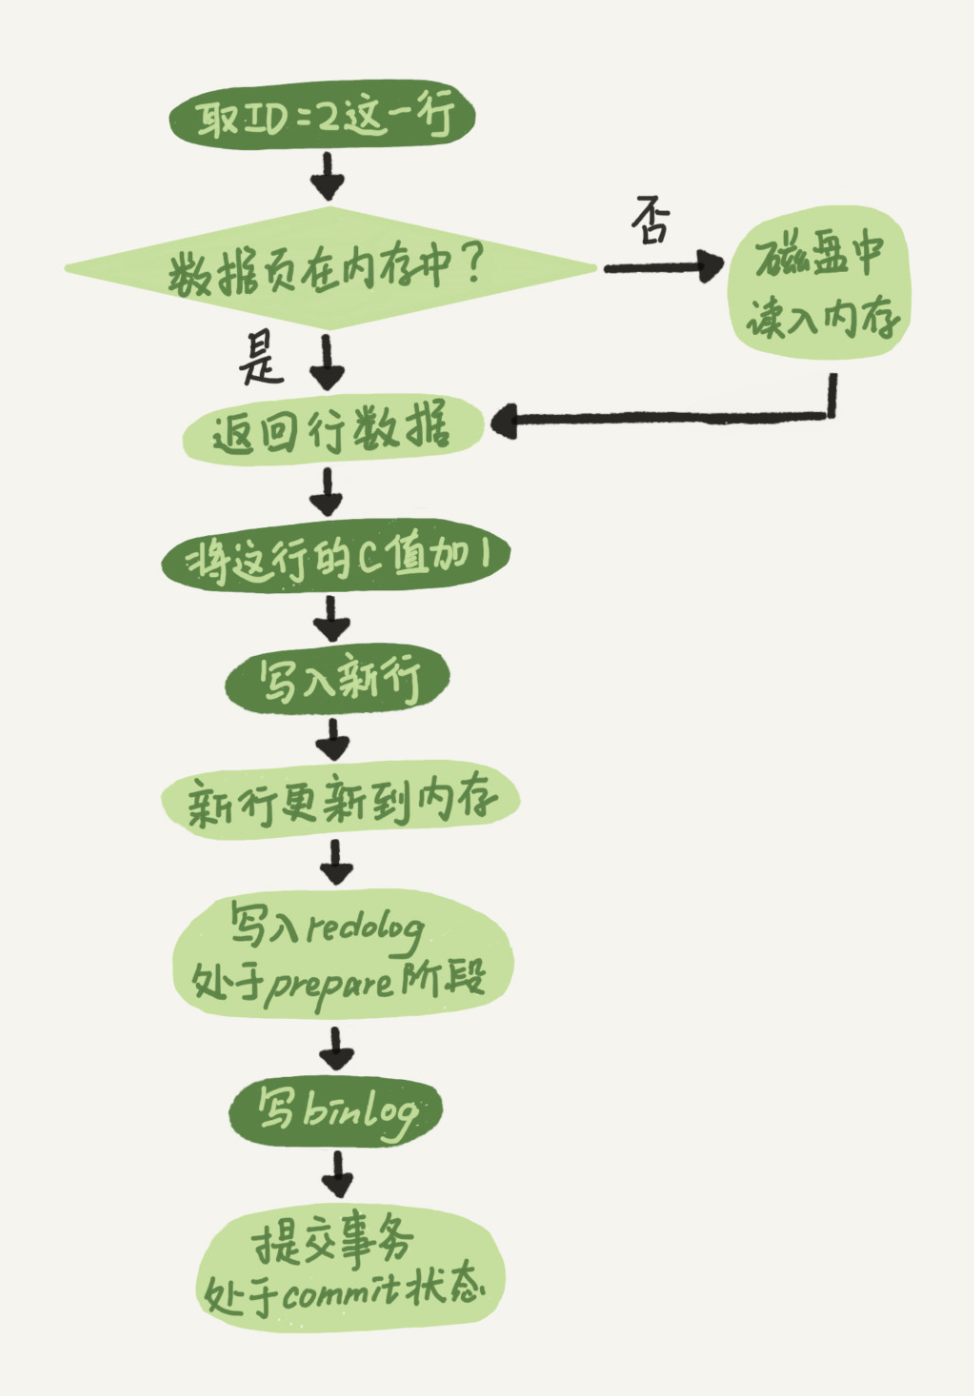 取ID=2这一行
数据页在内存中？
否
磁盘中
读入内存
是
返回行数据
将这行的C值加1
写入新行
新行更新到内存
写入redolog
处于prepare阶段
写binlog
提交事务
处于commit状态